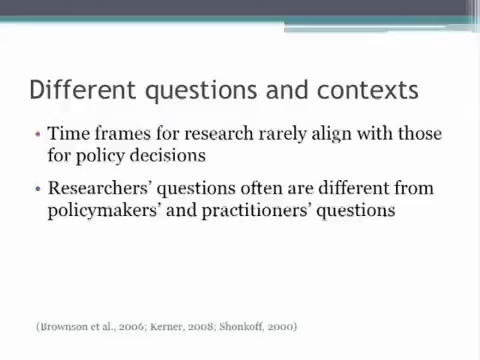 Different questions and contexts
• Time frames for research rarely align with those
for policy decisions
• Researchers’ questions often are different from
policymakers’ and practitioners’ questions
(Brownson et al., 2006; Kerner, 2008; Shonkoff, 2000)